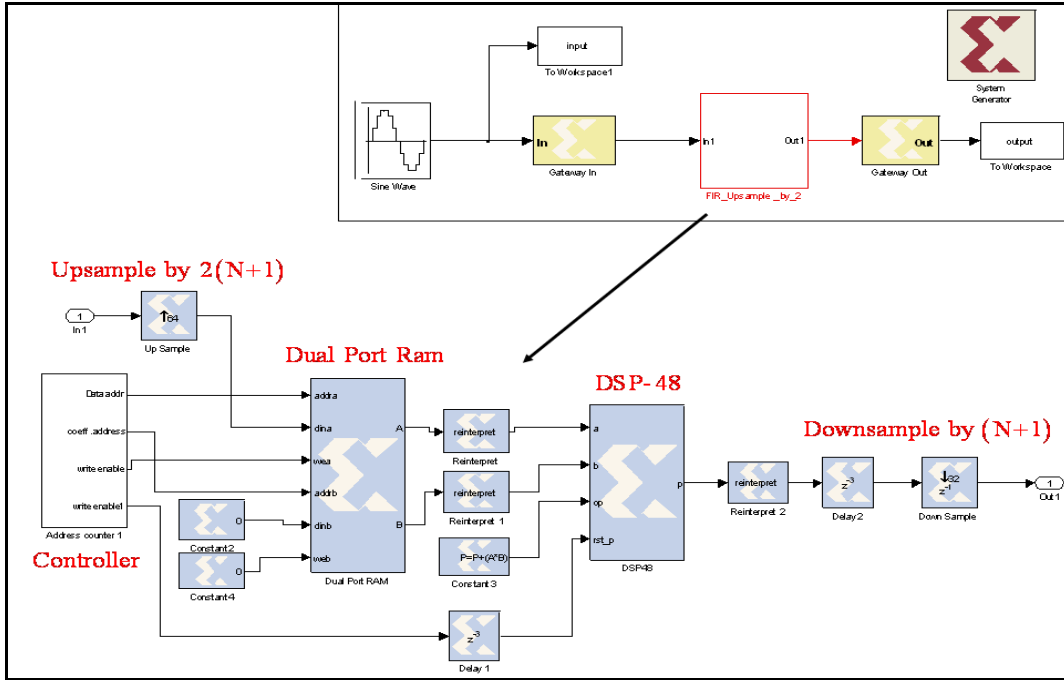 input
To Workspace1
System
Generator
Sine Wave
In
Gateway In
In1
Out1
FIR_Upsample _by_2
Out
Gateway Out
output
To Workspace
Upsample by 2(N+1)
1
In1
↑64
Up Sample
Dual Port Ram
DSP-48
Downsample by (N+1)
Data addr
coeff .address
write enable
write enable1
Address counter 1
Controller
0
Constant2
0
Constant4
addra
dina
wea
addrb
dinb
web
A
B
Dual Port RAM
reinterpret
Reinterpret
reinterpret
Reinterpret 1
P=P+(A*B)
Constant 3
z-3
Delay 1
a
b
op
rst_p
p
DSP48
reinterpret
Reinterpret 2
z-3
Delay2
↓32
z-1
Down Sample
1
Out1